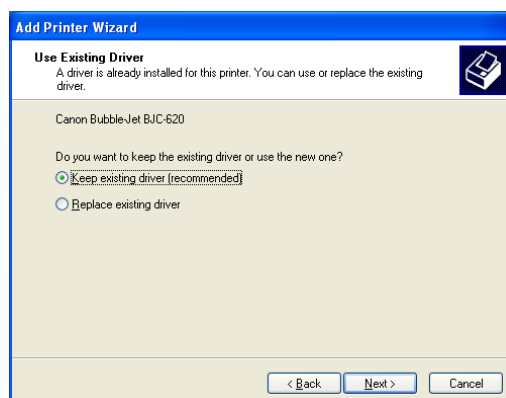 Add Printer Wizard
Use Existing Driver
A driver is already installed for this printer. You can use or replace the existing
driver.
Canon Bubble-Jet BJC-620
Do you want to keep the existing driver or use the new one?
Keep existing driver (recommended)
Replace existing driver
< Back Next > Cancel